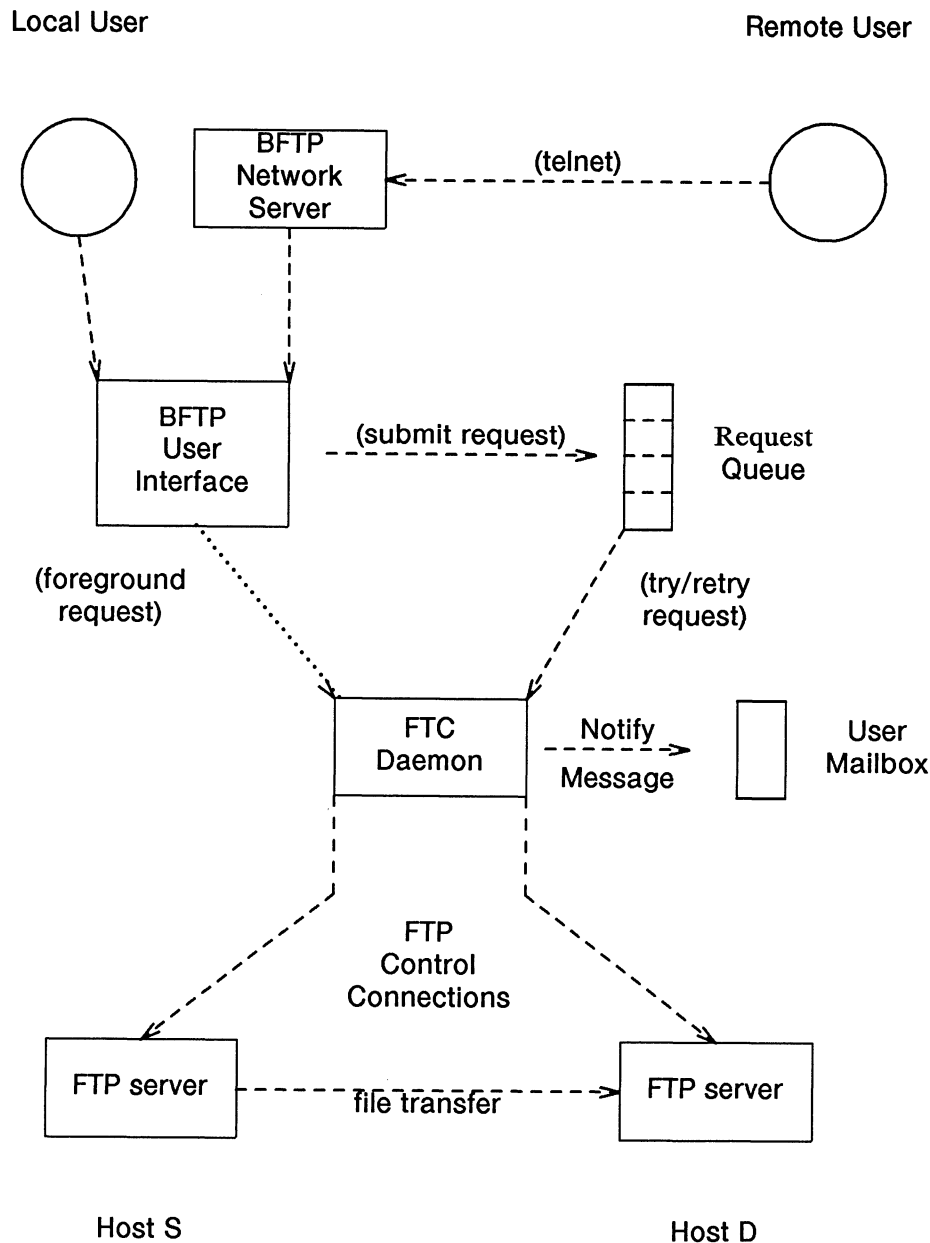 Local User
Remote User
BFTP
Network
Server
(telnet)
BFTP
User
Interface
(submit request)
Request
Queue
(foreground
request)
(try/retry
request)
FTC
Daemon
Notify
Message
User
Mailbox
FTP
Control
Connections
FTP server
file transfer
FTP server
Host S
Host D